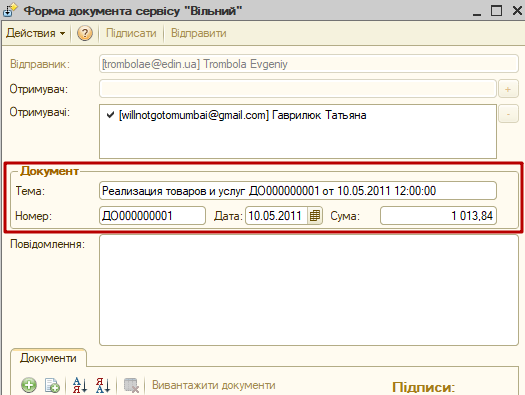 Форма документа сервісу "Вільний"
Действия ? Підписати Відправити
Відправник: [trombolae@edin.ua] Trombola Evgeniy
Отримувач: +
Отримувачі: ✔ [willnotgotomumbai@gmail.com] Гаврилюк Татьяна -
Документ
Тема: Реализация товаров и услуг ДО000000001 от 10.05.2011 12:00:00
Номер: ДО000000001 Дата: 10.05.2011 Сума: 1 013,84
Повідомлення:
Документи
Вивантажити документи
Підписи: